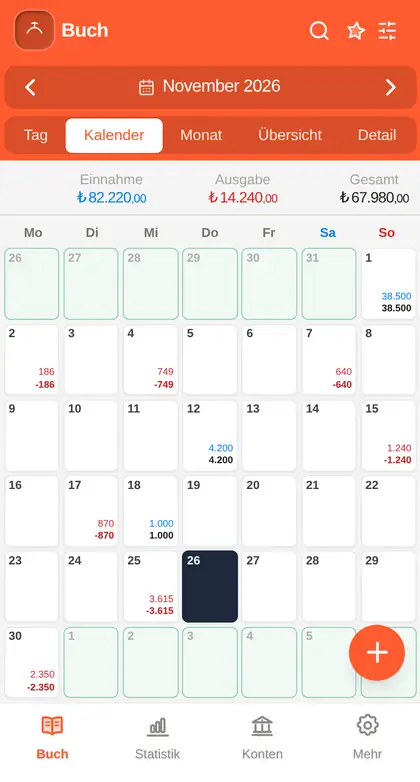 Buch
November 2026
Tag Kalender Monat Übersicht Detail
Einnahme Ausgabe Gesamt
₺82.220,00 ₺14.240,00 ₺67.980,00
Mo Di Mi Do Fr Sa So
26 27 28 29 30 31 1
38.500
38.500
2 3 4 5 6 7 8
186 749 640
-186 -749 -640
9 10 11 12 13 14 15
4.200 1.240
4.200 -1.240
16 17 18 19 20 21 22
870 1.000
-870 1.000
23 24 25 26 27 28 29
3.615
-3.615
30 1 2 3 4 5
2.350
-2.350
Buch Statistik Konten Mehr